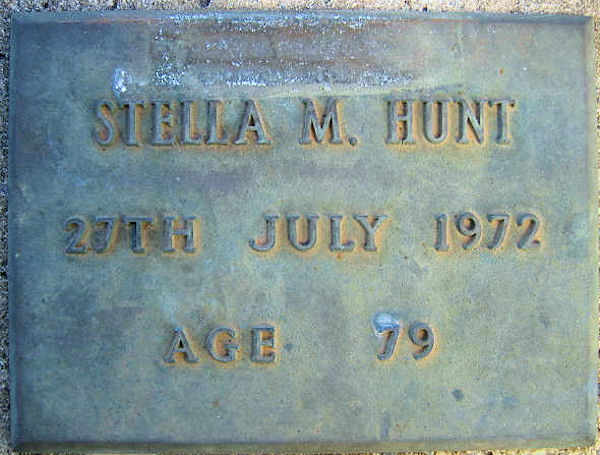 STELLA M. HUNT
27TH JULY 1972
AGE 79